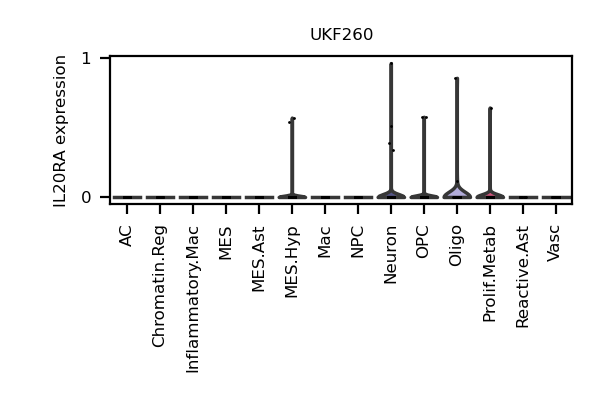 UKF260
IL20RA expression
1
0
AC
Chromatin.Reg
Inflammatory.Mac
MES
MES.Ast
MES.Hyp
Mac
NPC
Neuron
OPC
Oligo
Prolif.Metab
Reactive.Ast
Vasc